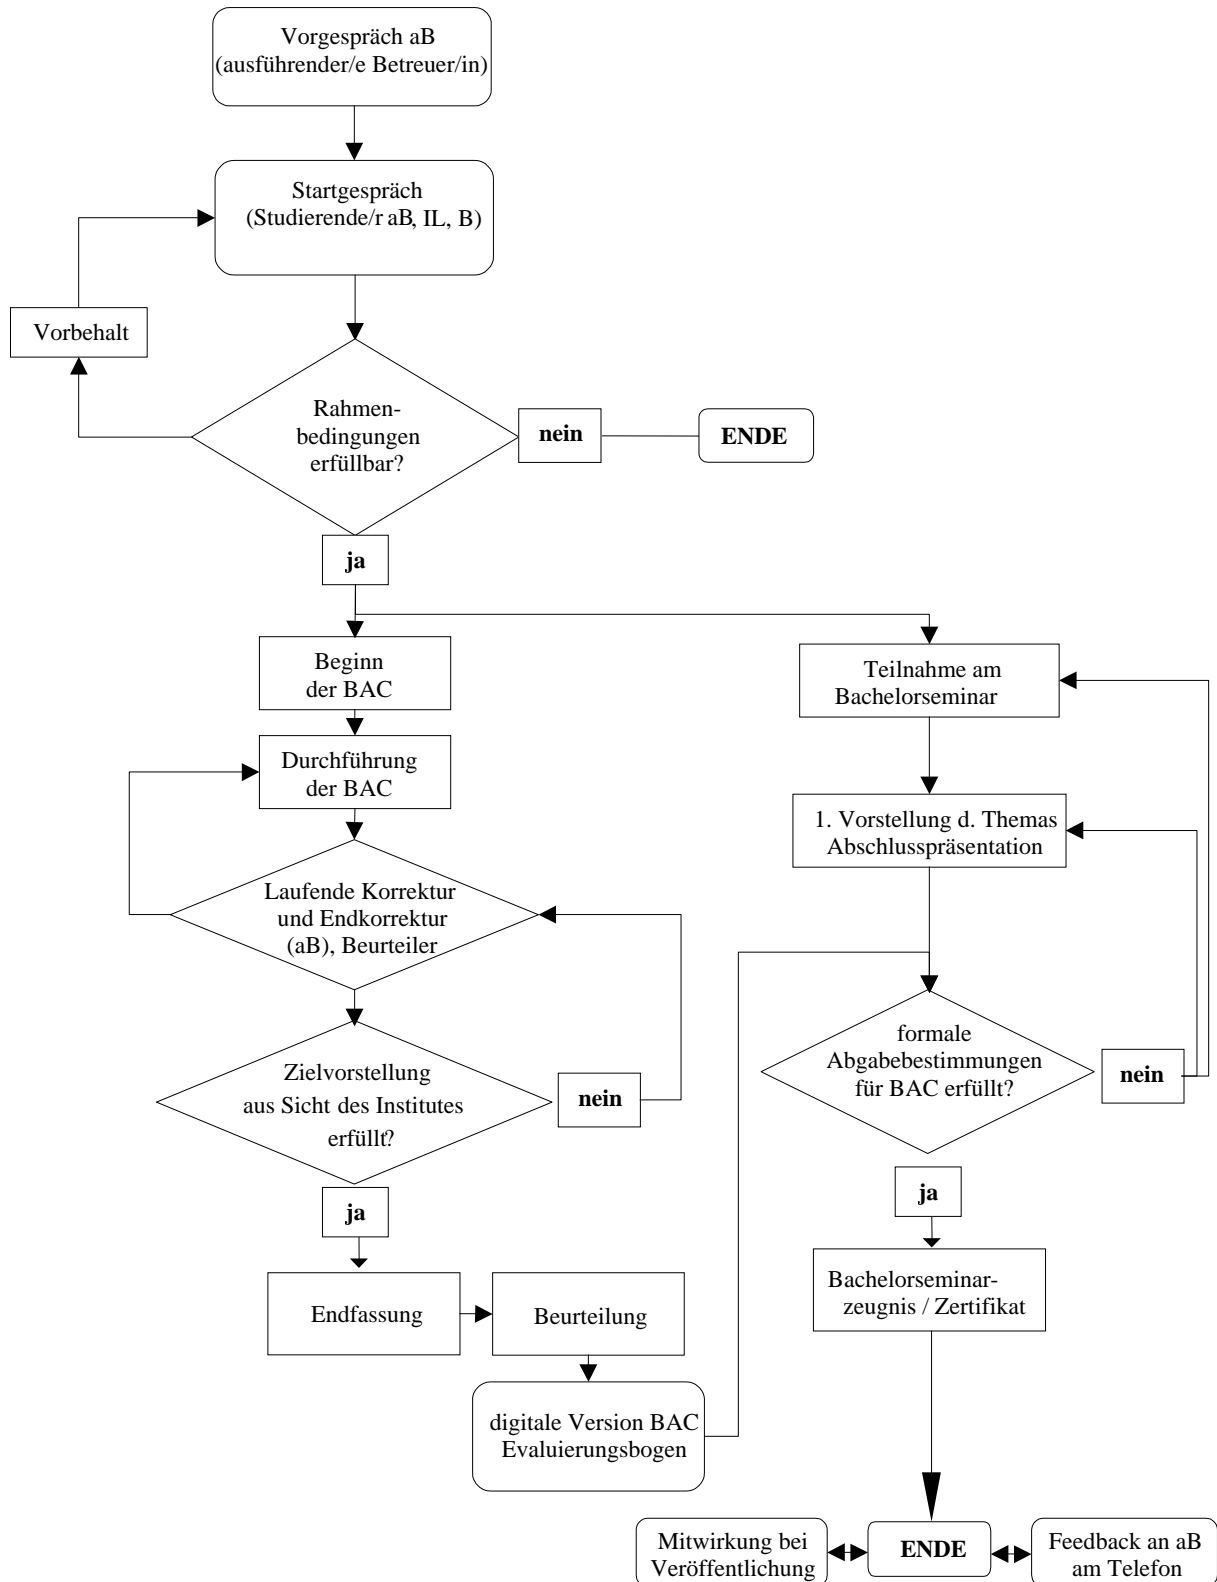 Vorgespräch aB
(ausführender/e Betreuer/in)
Startgespräch
(Studierende/r aB, IL, B)
Vorbehalt
Rahmen-
bedingungen
erfüllbar?
nein
ENDE
ja
Beginn
der BAC
Teilnahme am
Bachelorseminar
Durchführung
der BAC
1. Vorstellung d. Themas
Abschlusspräsentation
Laufende Korrektur
und Endkorrektur
(aB), Beurteiler
formale
Abgabebestimmungen
für BAC erfüllt?
nein
Zielvorstellung
aus Sicht des Institutes
erfüllt?
nein
ja
ja
Endfassung
Beurteilung
Bachelorseminar-
zeugnis / Zertifikat
digitale Version BAC
Evaluierungsbogen
Mitwirkung bei
Veröffentlichung
ENDE
Feedback an aB
am Telefon